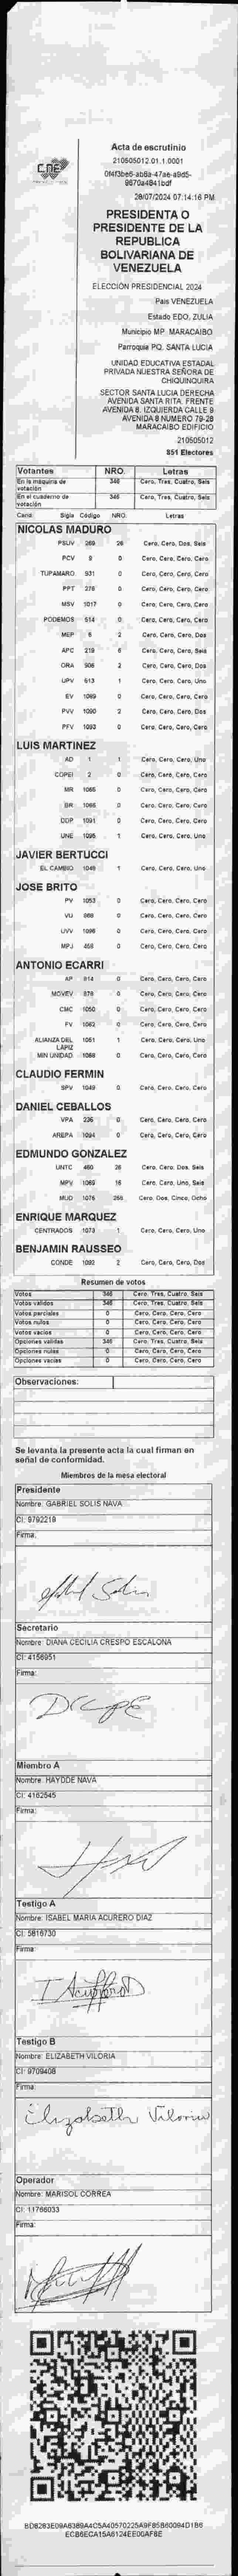 CNE
Acta de escrutinio
210505012.01.1.0001
28/07/2024 07:14:16 PM
PRESIDENTA O
PRESIDENTE DE LA
REPUBLICA
BOLIVARIANA DE
VENEZUELA
ELECCIÓN PRESIDENCIAL 2024
Pais VENEZUELA
Estado EDO. ZULIA
Municipio MP. MARACAIBO
Parroquia PQ. SANTA LUCIA
UNIDAD EDUCATIVA ESTADAL
PRIVADA NUESTRA SEÑORA DE
CHIQUINQUIRA
SECTOR SANTA LUCIA DERECHA
AVENIDA SANTA RITA. FRENTE
AVENIDA 8. IZQUIERDA CALLE 9
AVENIDA 8 NUMERO 79-28
MARACAIBO EDIFICIO
210505012
851 Electores
Votantes NRO. Letras
En la máquina de votación 346 Cero, Tres, Cuatro, Seis
En el cuaderno de votación 346 Cero, Tres, Cuatro, Seis
Cand. Sigla Código NRO. Letras
NICOLAS MADURO
PSUV 269 26 Cero, Cero, Dos, Seis
PCV 9 0 Cero, Cero, Cero, Cero
TUPAMARO 931 0 Cero, Cero, Cero, Cero
PPT 278 0 Cero, Cero, Cero, Cero
MSV 1017 0 Cero, Cero, Cero, Cero
PODEMOS 514 0 Cero, Cero, Cero, Cero
MEP 6 2 Cero, Cero, Cero, Dos
APC 219 6 Cero, Cero, Cero, Seis
ORA 906 2 Cero, Cero, Cero, Dos
UPV 613 1 Cero, Cero, Cero, Uno
EV 1069 0 Cero, Cero, Cero, Cero
PVV 1090 2 Cero, Cero, Cero, Dos
PFV 1093 0 Cero, Cero, Cero, Cero
LUIS MARTINEZ
AD 1 1 Cero, Cero, Cero, Uno
COPEI 2 0 Cero, Cero, Cero, Cero
MR 1065 0 Cero, Cero, Cero, Cero
BR 1066 0 Cero, Cero, Cero, Cero
DDP 1091 0 Cero, Cero, Cero, Cero
UNE 1095 1 Cero, Cero, Cero, Uno
JAVIER BERTUCCI
EL CAMBIO 1046 1 Cero, Cero, Cero, Uno
JOSE BRITO
PV 1053 0 Cero, Cero, Cero, Cero
VU 868 0 Cero, Cero, Cero, Cero
UVV 1096 0 Cero, Cero, Cero, Cero
MPJ 458 0 Cero, Cero, Cero, Cero
ANTONIO ECARRI
AP 814 0 Cero, Cero, Cero, Cero
MOVEV 878 0 Cero, Cero, Cero, Cero
CMC 1050 0 Cero, Cero, Cero, Cero
FV 1062 0 Cero, Cero, Cero, Cero
ALIANZA DEL LAPIZ 1051 1 Cero, Cero, Cero, Uno
MIN UNIDAD 1068 0 Cero, Cero, Cero, Cero
CLAUDIO FERMIN
SPV 1049 0 Cero, Cero, Cero, Cero
DANIEL CEBALLOS
VPA 236 0 Cero, Cero, Cero, Cero
AREPA 1094 0 Cero, Cero, Cero, Cero
EDMUNDO GONZALEZ
UNTC 460 26 Cero, Cero, Dos, Seis
MPV 1089 16 Cero, Cero, Uno, Seis
MUD 1076 258 Cero, Dos, Cinco, Ocho
ENRIQUE MARQUEZ
CENTRADOS 1073 1 Cero, Cero, Cero, Uno
BENJAMIN RAUSSEO
CONDE 1092 2 Cero, Cero, Cero, Dos
Resumen de votos
Votos 346 Cero, Tres, Cuatro, Seis
Votos validos 346 Cero, Tres, Cuatro, Seis
Votos parciales 0 Cero, Cero, Cero, Cero
Votos nulos 0 Cero, Cero, Cero, Cero
Votos vacios 0 Cero, Cero, Cero, Cero
Opciones validas 346 Cero, Tres, Cuatro, Seis
Opciones nulas 0 Cero, Cero, Cero, Cero
Opciones vacias 0 Cero, Cero, Cero, Cero
Observaciones:
Se levanta la presente acta la cual firman en
señal de conformidad.
Miembros de la mesa electoral
Presidente
Nombre: GABRIEL SOLIS NAVA
CI: 9792219
Firma:
Secretario
Nombre: DIANA CECILIA CRESPO ESCALONA
CI: 4156951
Firma:
Miembro A
Nombre: HAYDDE NAVA
CI: 4162545
Firma:
Testigo A
Nombre: ISABEL MARIA ACURERO DIAZ
CI: 5816730
Firma:
Testigo B
Nombre: ELIZABETH VILORIA
CI: 9709408
Firma:
Elizabeth Viloria
Operador
Nombre: MARISOL CORREA
CI: 11766033
Firma: